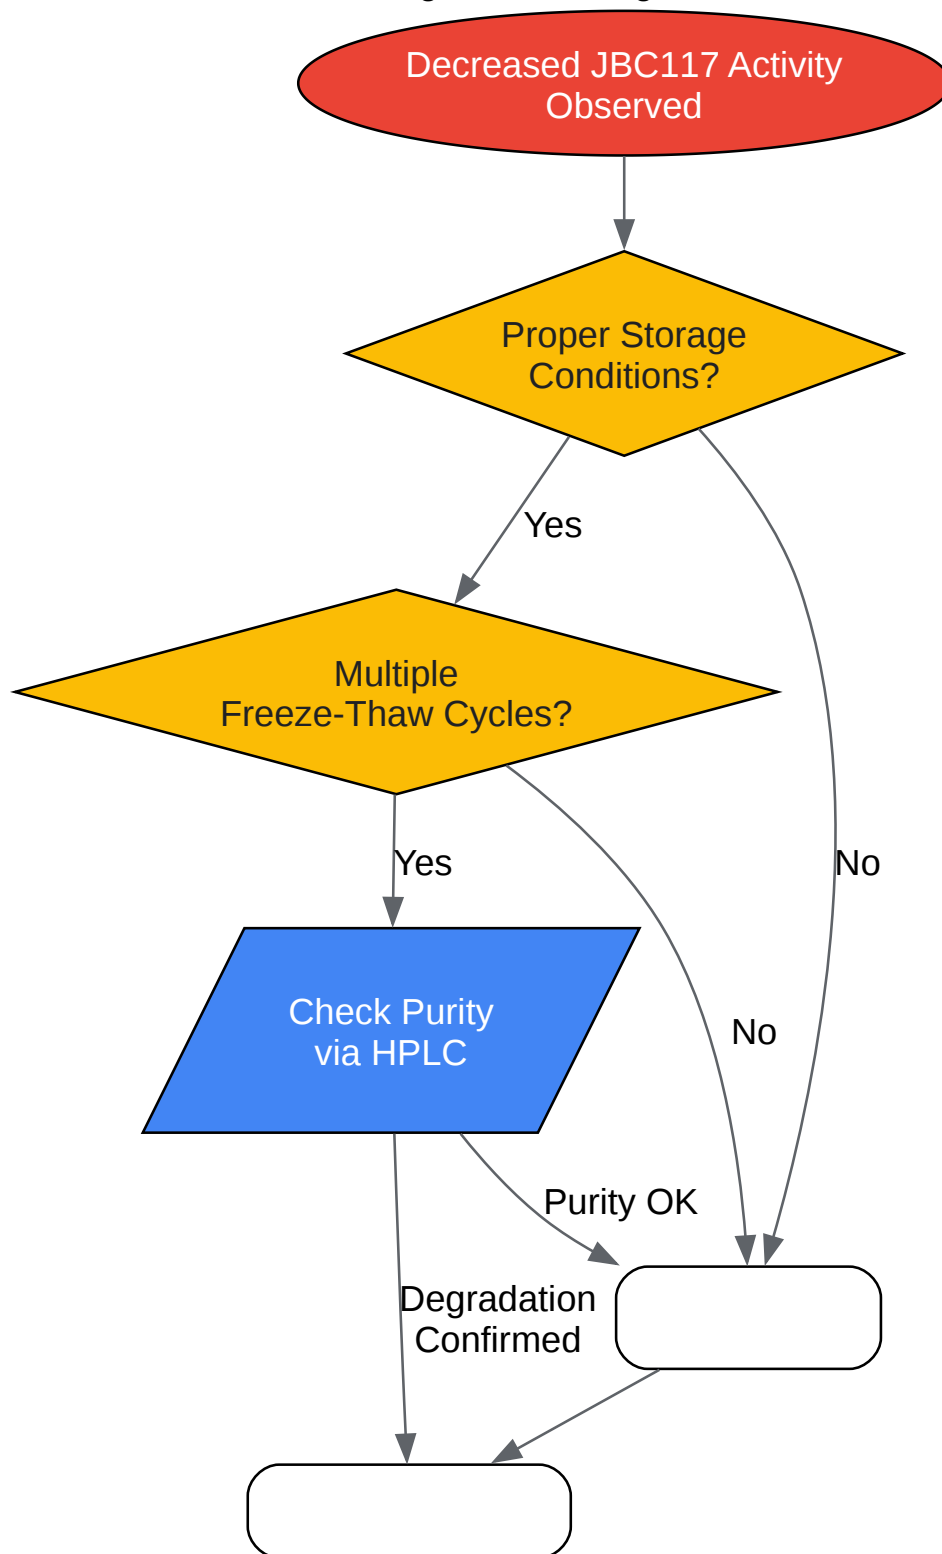 Decreased JBC117 Activity
Observed
Proper Storage
Conditions?
Yes
Multiple
Freeze-Thaw Cycles?
Yes
No
Check Purity
via HPLC
No
Purity OK
Degradation
Confirmed